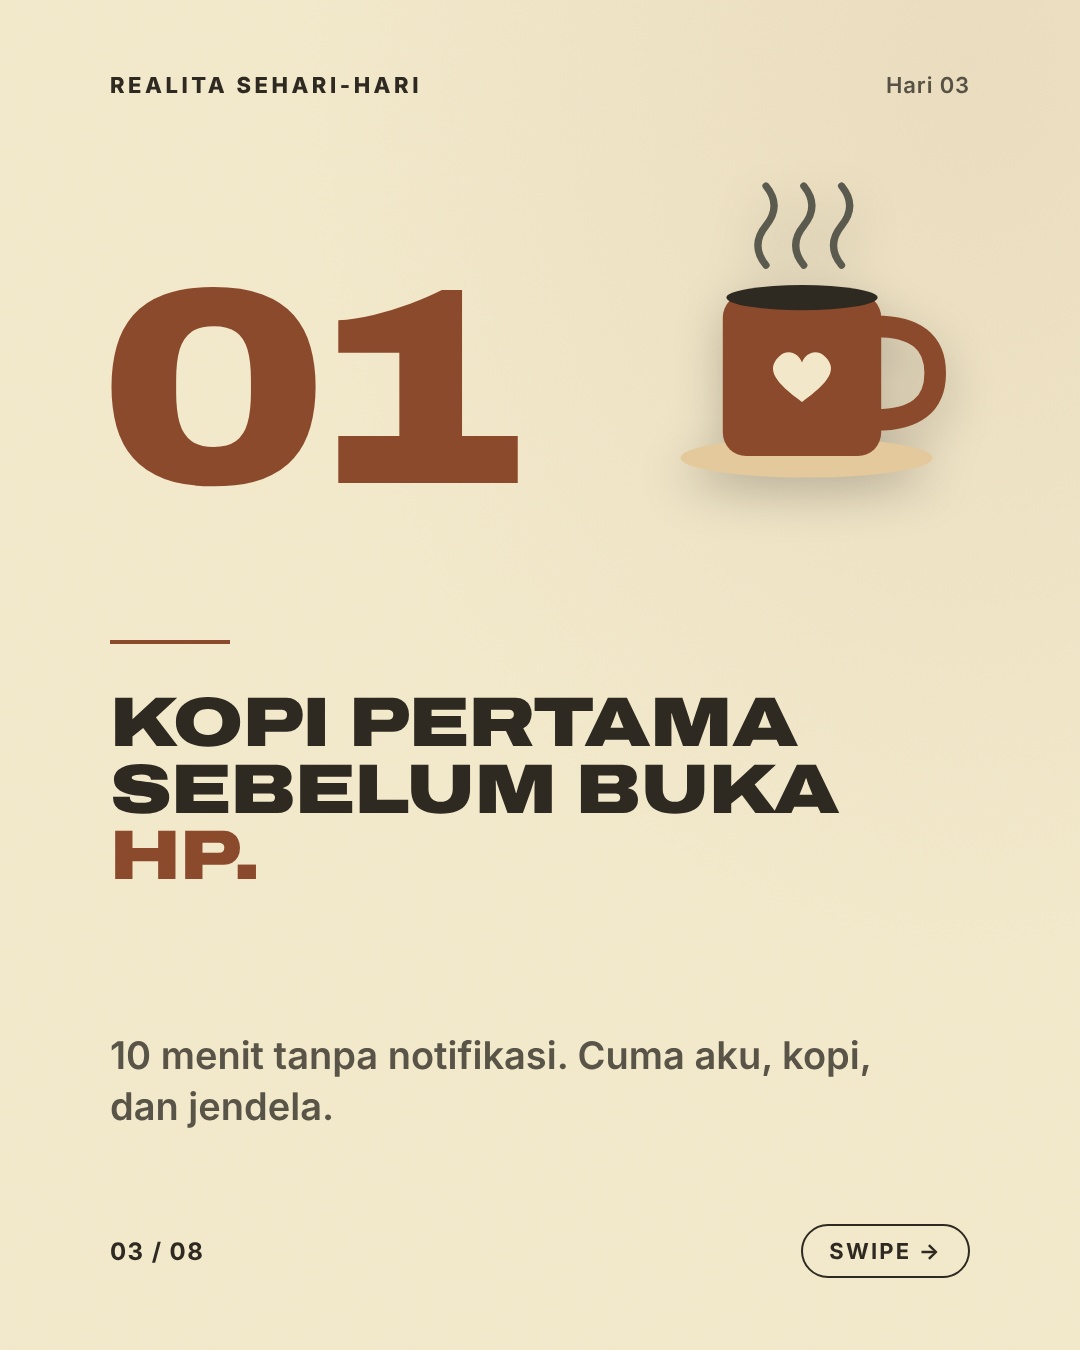 REALITA SEHARI-HARI
Hari 03
01
KOPI PERTAMA
SEBELUM BUKA
HP.
10 menit tanpa notifikasi. Cuma aku, kopi,
dan jendela.
03 / 08
SWIPE →